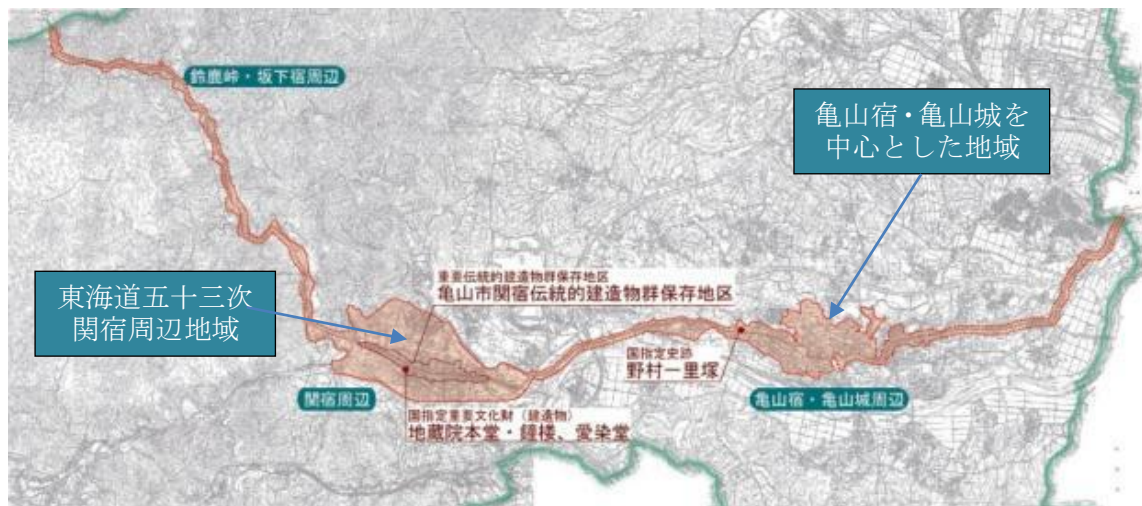 鈴鹿峠・坂下宿周辺
亀山宿・亀山城を
中心とした地域
重要伝統的建造物群保存地区
亀山市関宿伝統的建造物群保存地区
東海道五十三次
関宿周辺地域
国指定史跡
野村一里塚
関宿周辺
亀山宿・亀山城周辺
国指定重要文化財（建造物）
地蔵院本堂・鐘楼、愛染堂